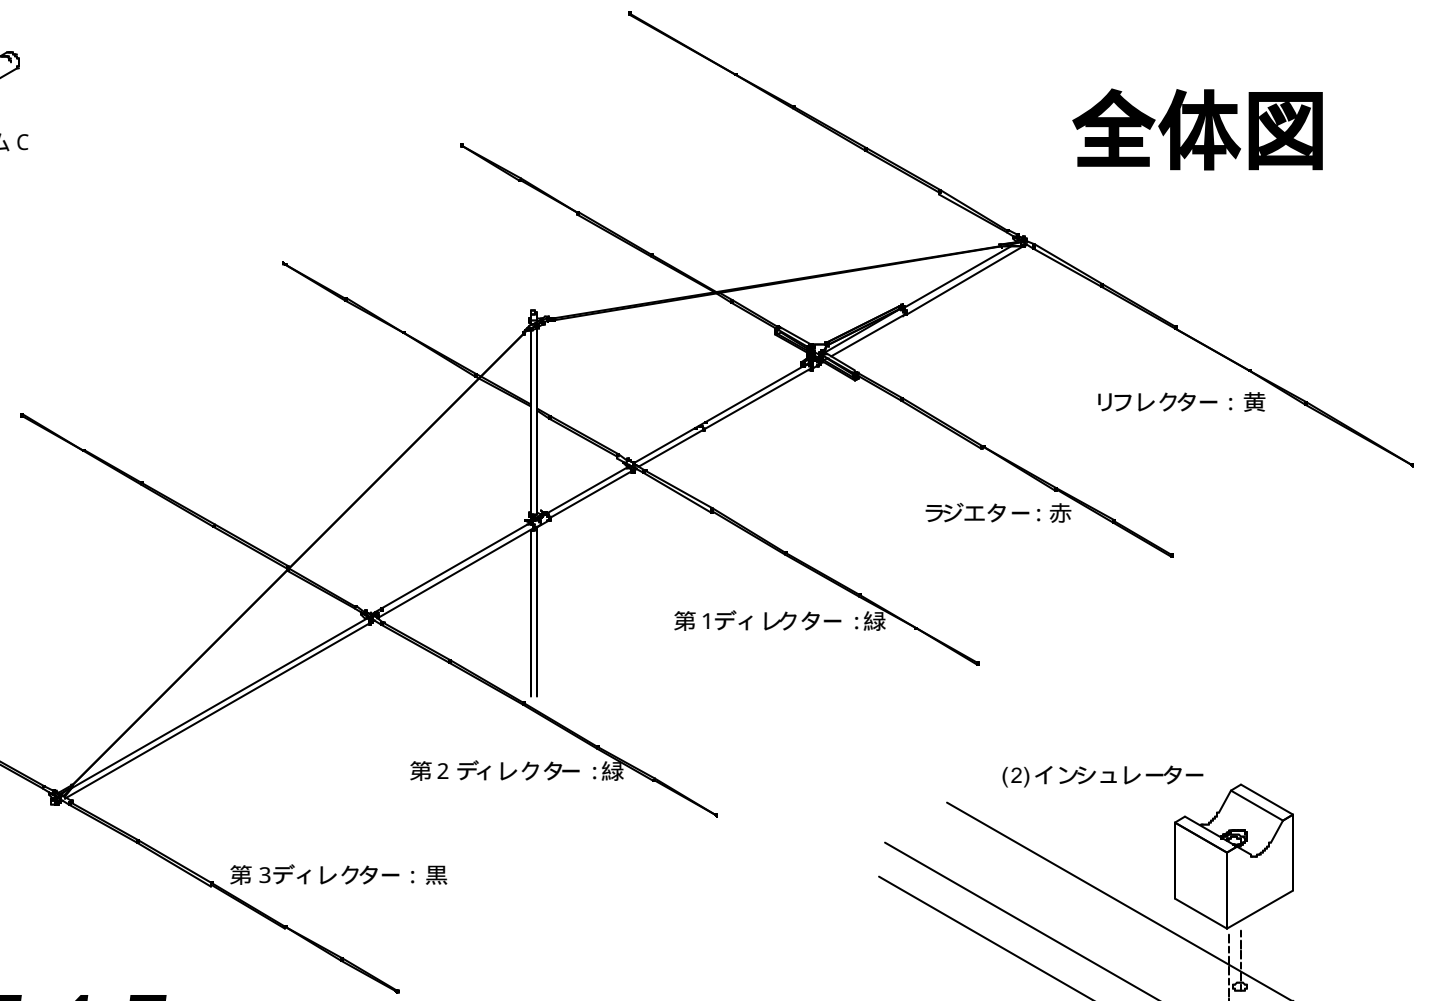 全体図
ム C
リフレクター : 黄
ラジエター : 赤
第 1ディレクター : 緑
第 2 ディレクター : 緑
(2)インシュレーター
第 3ディレクター : 黒